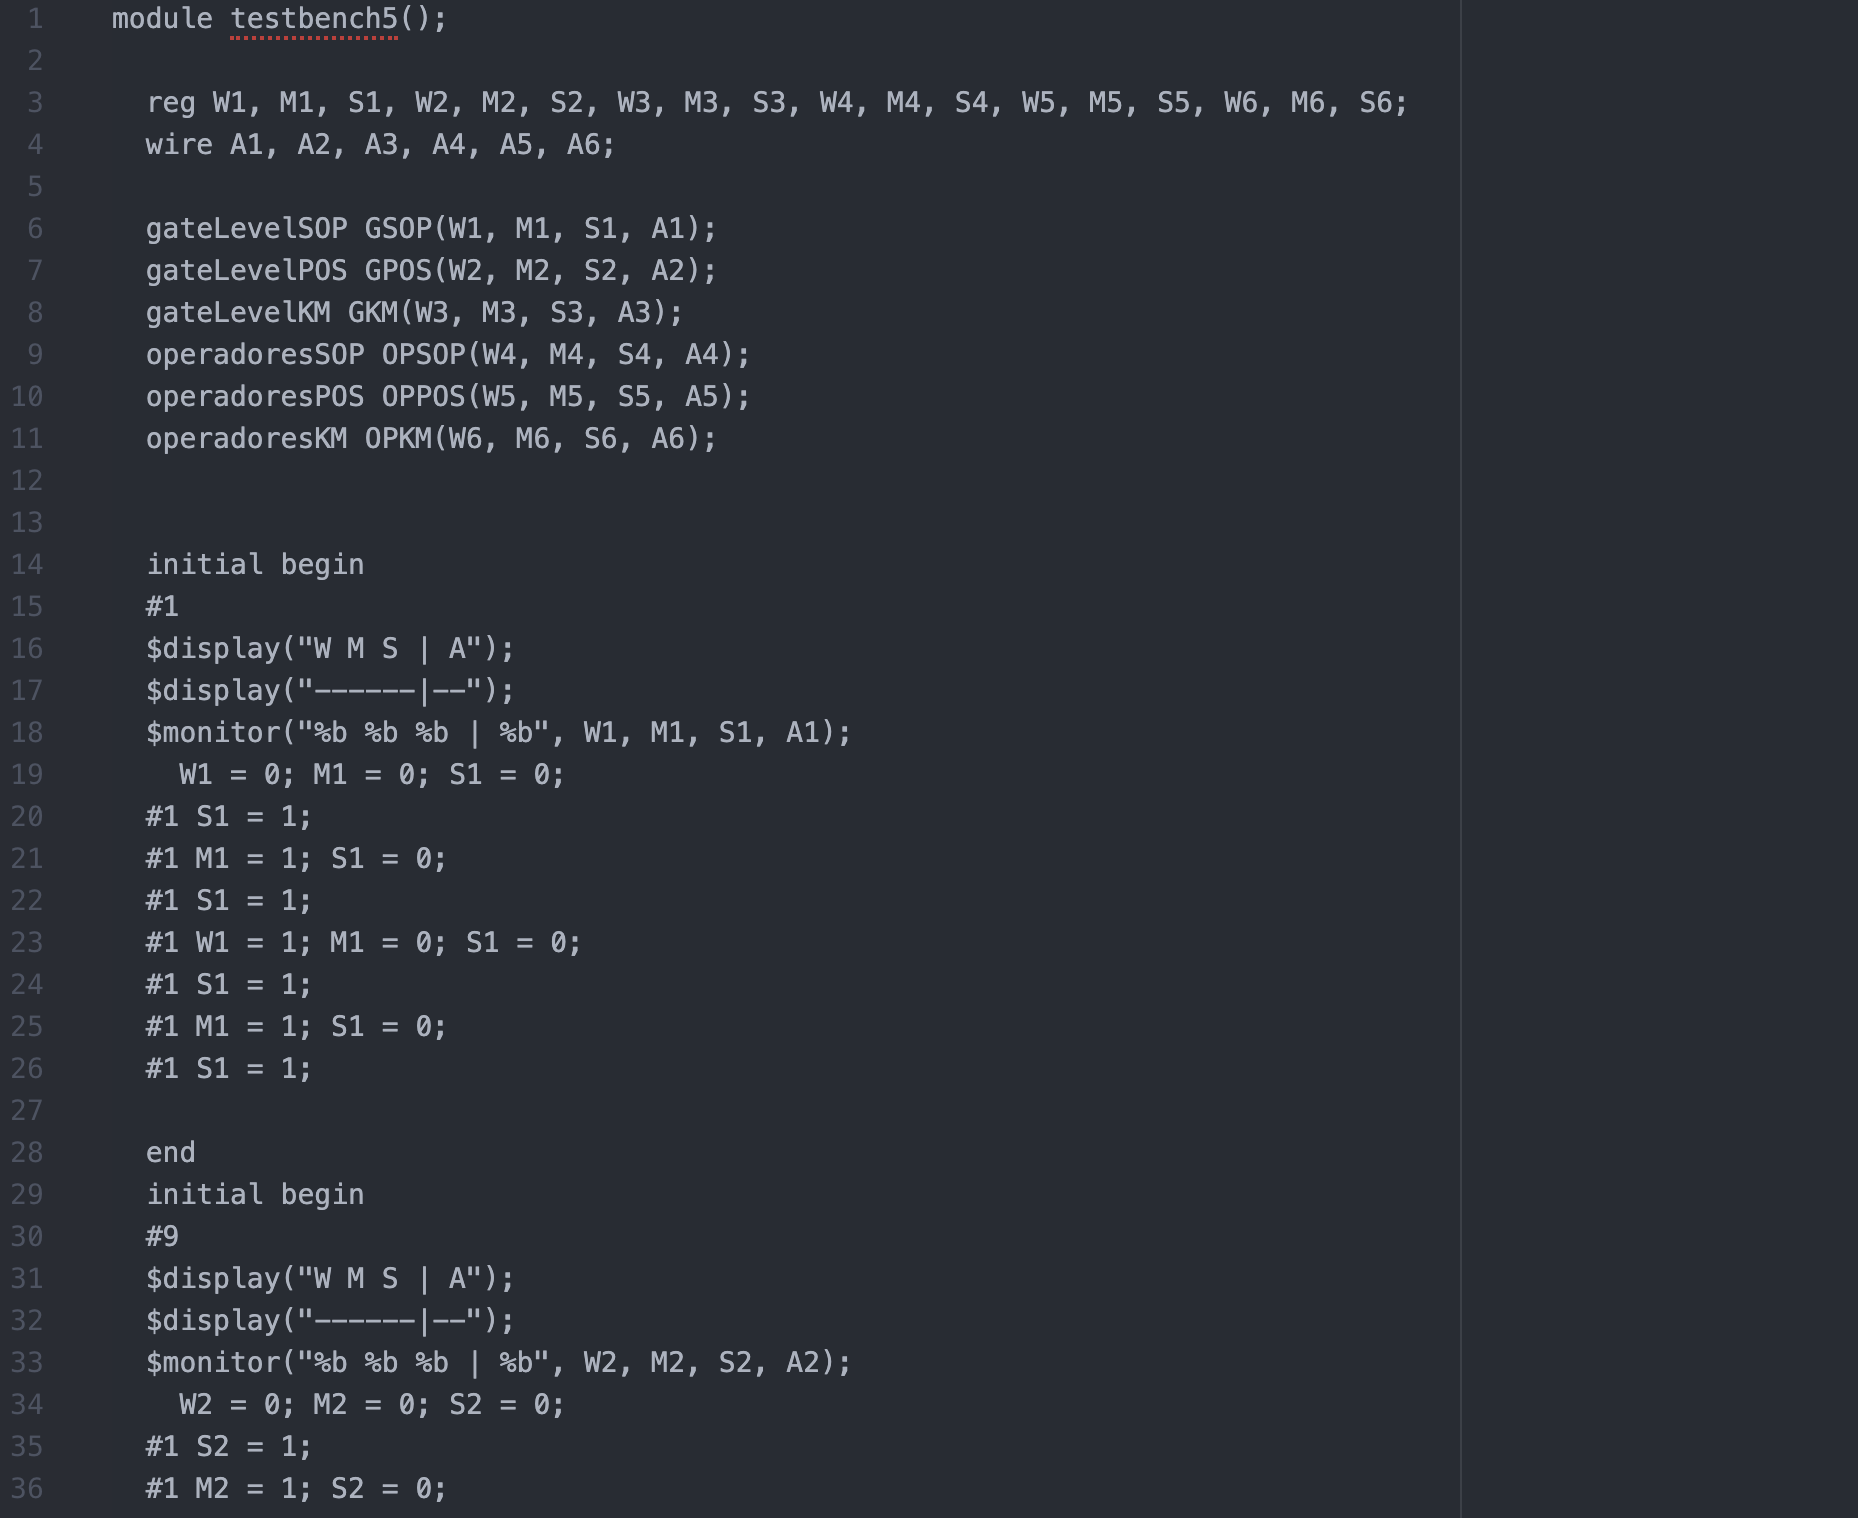 1 module testbench5();
2
3 reg W1, M1, S1, W2, M2, S2, W3, M3, S3, W4, M4, S4, W5, M5, S5, W6, M6, S6;
4 wire A1, A2, A3, A4, A5, A6;
5
6 gateLevelSOP GSOP(W1, M1, S1, A1);
7 gateLevelPOS GPOS(W2, M2, S2, A2);
8 gateLevelKM GKM(W3, M3, S3, A3);
9 operadoresSOP OPSOP(W4, M4, S4, A4);
10 operadoresPOS OPPOS(W5, M5, S5, A5);
11 operadoresKM OPKM(W6, M6, S6, A6);
12
13
14 initial begin
15 #1
16 $display("W M S | A");
17 $display("------|--");
18 $monitor("%b %b %b | %b", W1, M1, S1, A1);
19 W1 = 0; M1 = 0; S1 = 0;
20 #1 S1 = 1;
21 #1 M1 = 1; S1 = 0;
22 #1 S1 = 1;
23 #1 W1 = 1; M1 = 0; S1 = 0;
24 #1 S1 = 1;
25 #1 M1 = 1; S1 = 0;
26 #1 S1 = 1;
27
28 end
29 initial begin
30 #9
31 $display("W M S | A");
32 $display("------|--");
33 $monitor("%b %b %b | %b", W2, M2, S2, A2);
34 W2 = 0; M2 = 0; S2 = 0;
35 #1 S2 = 1;
36 #1 M2 = 1; S2 = 0;